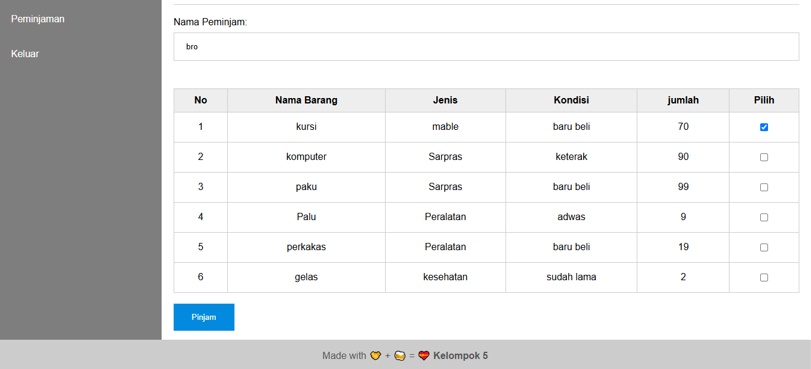 Peminjaman
Keluar
Nama Peminjam:
bro
No Nama Barang Jenis Kondisi jumlah Pilih
1 kursi mable baru beli 70
2 komputer Sarpras keterak 90
3 paku Sarpras baru beli 99
4 Palu Peralatan adwas 9
5 perkakas Peralatan baru beli 19
6 gelas kesehatan sudah lama 2
Pinjam
Made with + = Kelompok 5